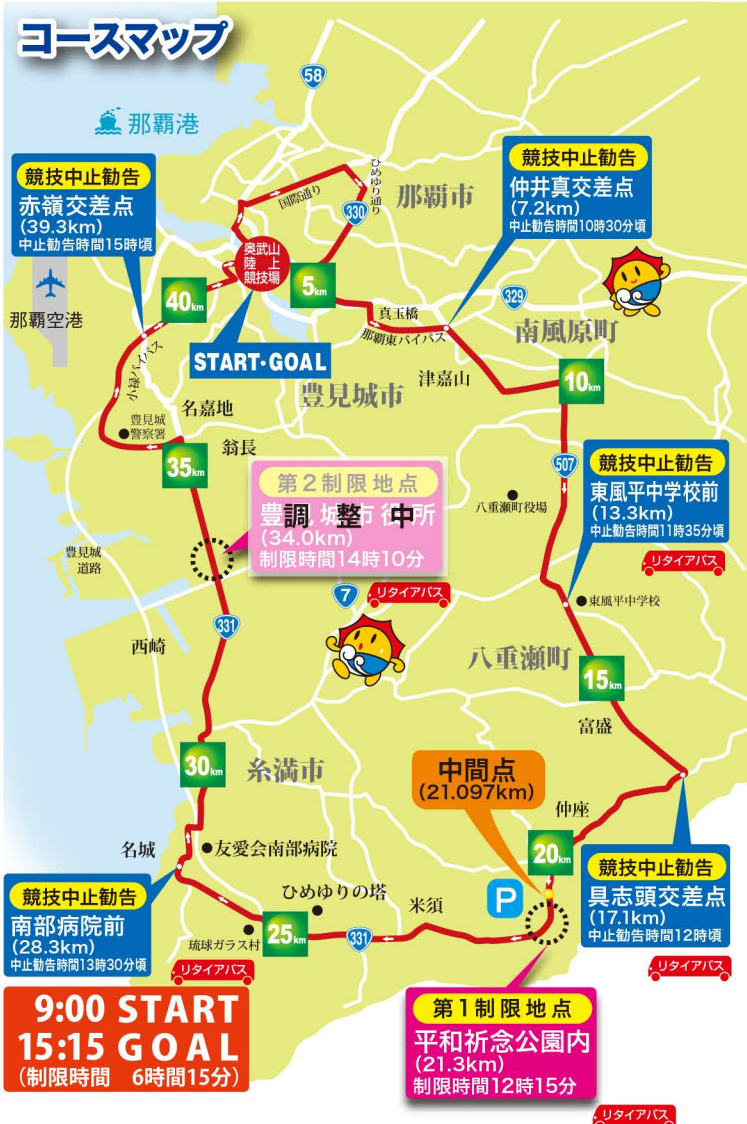 コースマップ
58
那覇港
競技中止勧告
赤嶺交差点
(39.3km)
中止勧告時間15時頃
国際通り
ひめゆり通り
330
那覇市
競技中止勧告
仲井真交差点
(7.2km)
中止勧告時間10時30分頃
奥武山
陸上
競技場
那覇空港
40km
5km
329
真玉橋
那覇東バイパス
南風原町
START・GOAL
小禄バイパス
津嘉山
10km
豊見城市
名嘉地
豊見城
警察署
翁長
35km
507
競技中止勧告
東風平中学校前
(13.3km)
中止勧告時間11時35分頃
第2制限地点
調整中
(34.0km)
制限時間14時10分
八重瀬町役場
豊見城
道路
リタイアバス
7
リタイアバス
東風平中学校
331
西崎
八重瀬町
15km
富盛
30km
糸満市
中間点
(21.097km)
仲座
名城
友愛会南部病院
20km
競技中止勧告
具志頭交差点
(17.1km)
中止勧告時間12時頃
競技中止勧告
南部病院前
(28.3km)
中止勧告時間13時30分頃
ひめゆりの塔
米須
P
琉球ガラス村
25km
331
リタイアバス
リタイアバス
9:00 START
15:15 GOAL
(制限時間 6時間15分)
第1制限地点
平和祈念公園内
(21.3km)
制限時間12時15分
リタイアバス